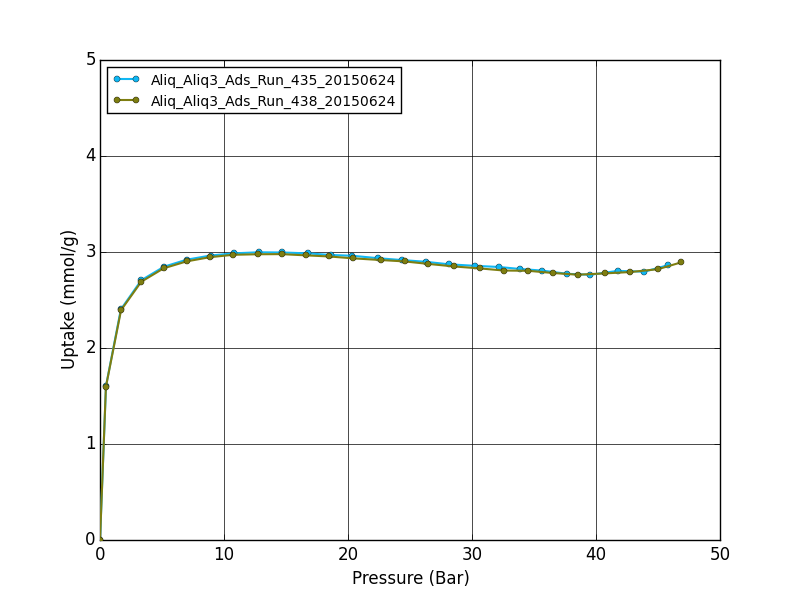 Aliq_Aliq3_Ads_Run_435_20150624
Aliq_Aliq3_Ads_Run_438_20150624
5
4
3
2
1
0
Uptake (mmol/g)
0 10 20 30 40 50
Pressure (Bar)